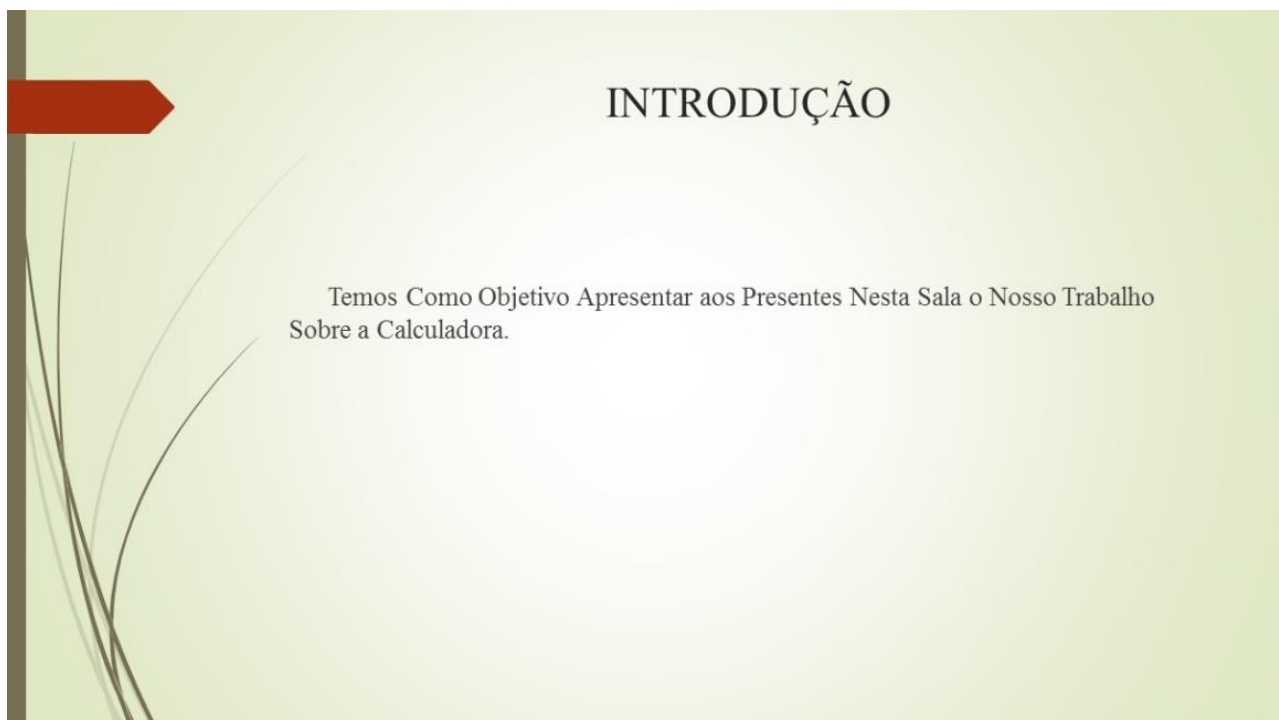 INTRODUÇÃO
Temos Como Objetivo Apresentar aos Presentes Nesta Sala o Nosso Trabalho
Sobre a Calculadora.